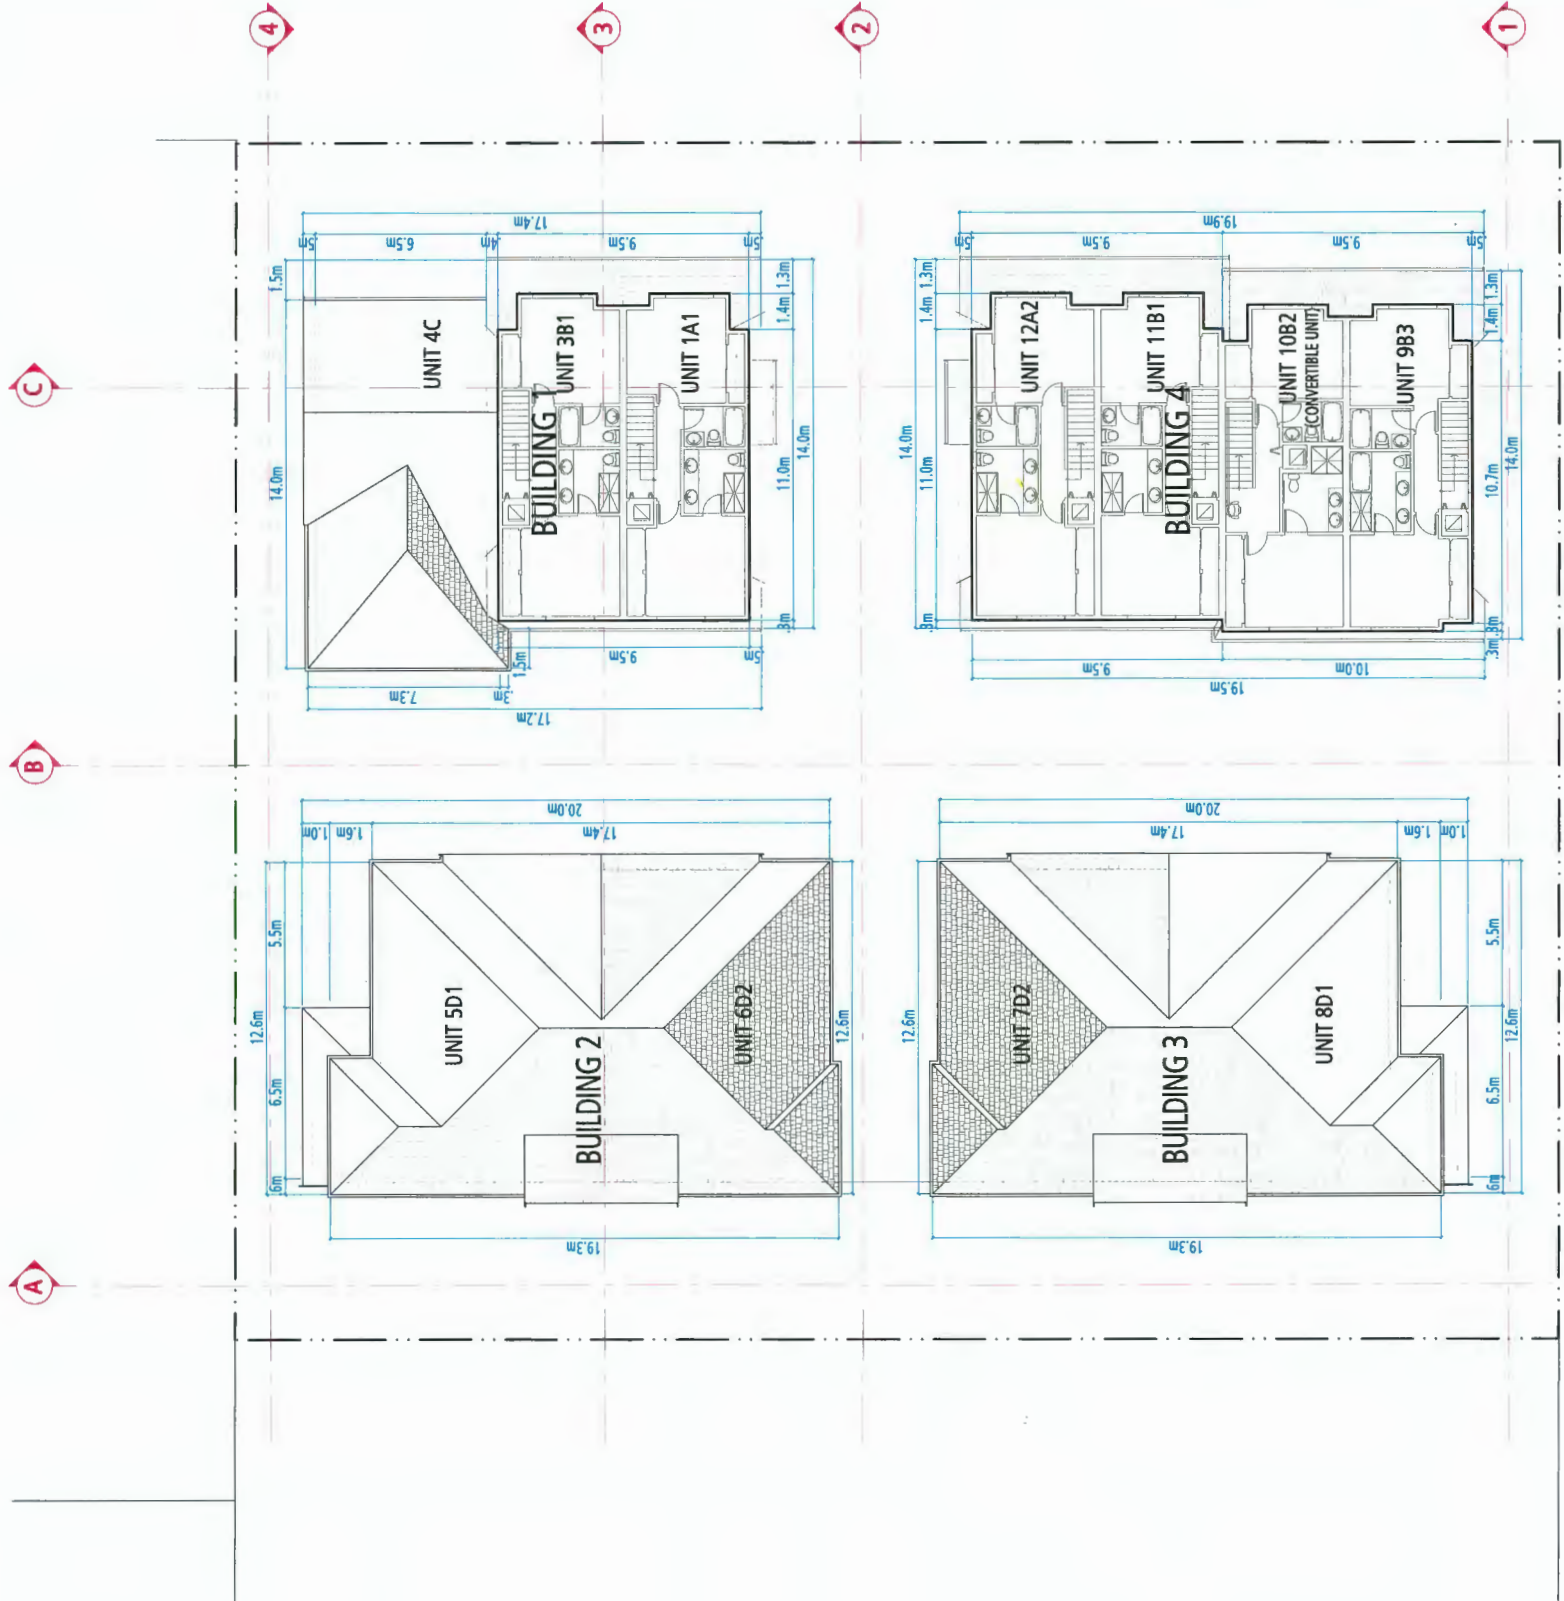 4
3
2
1
C
B
A
17.4m
.5m
6.5m
.4m
9.5m
.5m
1.5m
14.0m
UNIT 4C
BUILDING 1
UNIT 3B1
UNIT 1A1
1.3m
1.4m
11.0m
14.0m
.3m
1.5m
9.5m
.5m
7.3m
.3m
17.2m
19.9m
.5m
9.5m
9.5m
.5m
1.3m
1.4m
14.0m
11.0m
.3m
UNIT 12A2
UNIT 11B1
BUILDING 4
UNIT 10B2
(CONVERTIBLE UNIT)
UNIT 9B3
1.3m
1.4m
10.7m
14.0m
.3m
.3m
9.5m
10.0m
19.5m
20.0m
1.0m
1.6m
17.4m
5.5m
12.6m
6.5m
.6m
UNIT 5D1
BUILDING 2
UNIT 6D2
12.6m
19.3m
20.0m
17.4m
1.6m
1.0m
12.6m
UNIT 7D2
BUILDING 3
UNIT 8D1
5.5m
12.6m
6.5m
.6m
19.3m